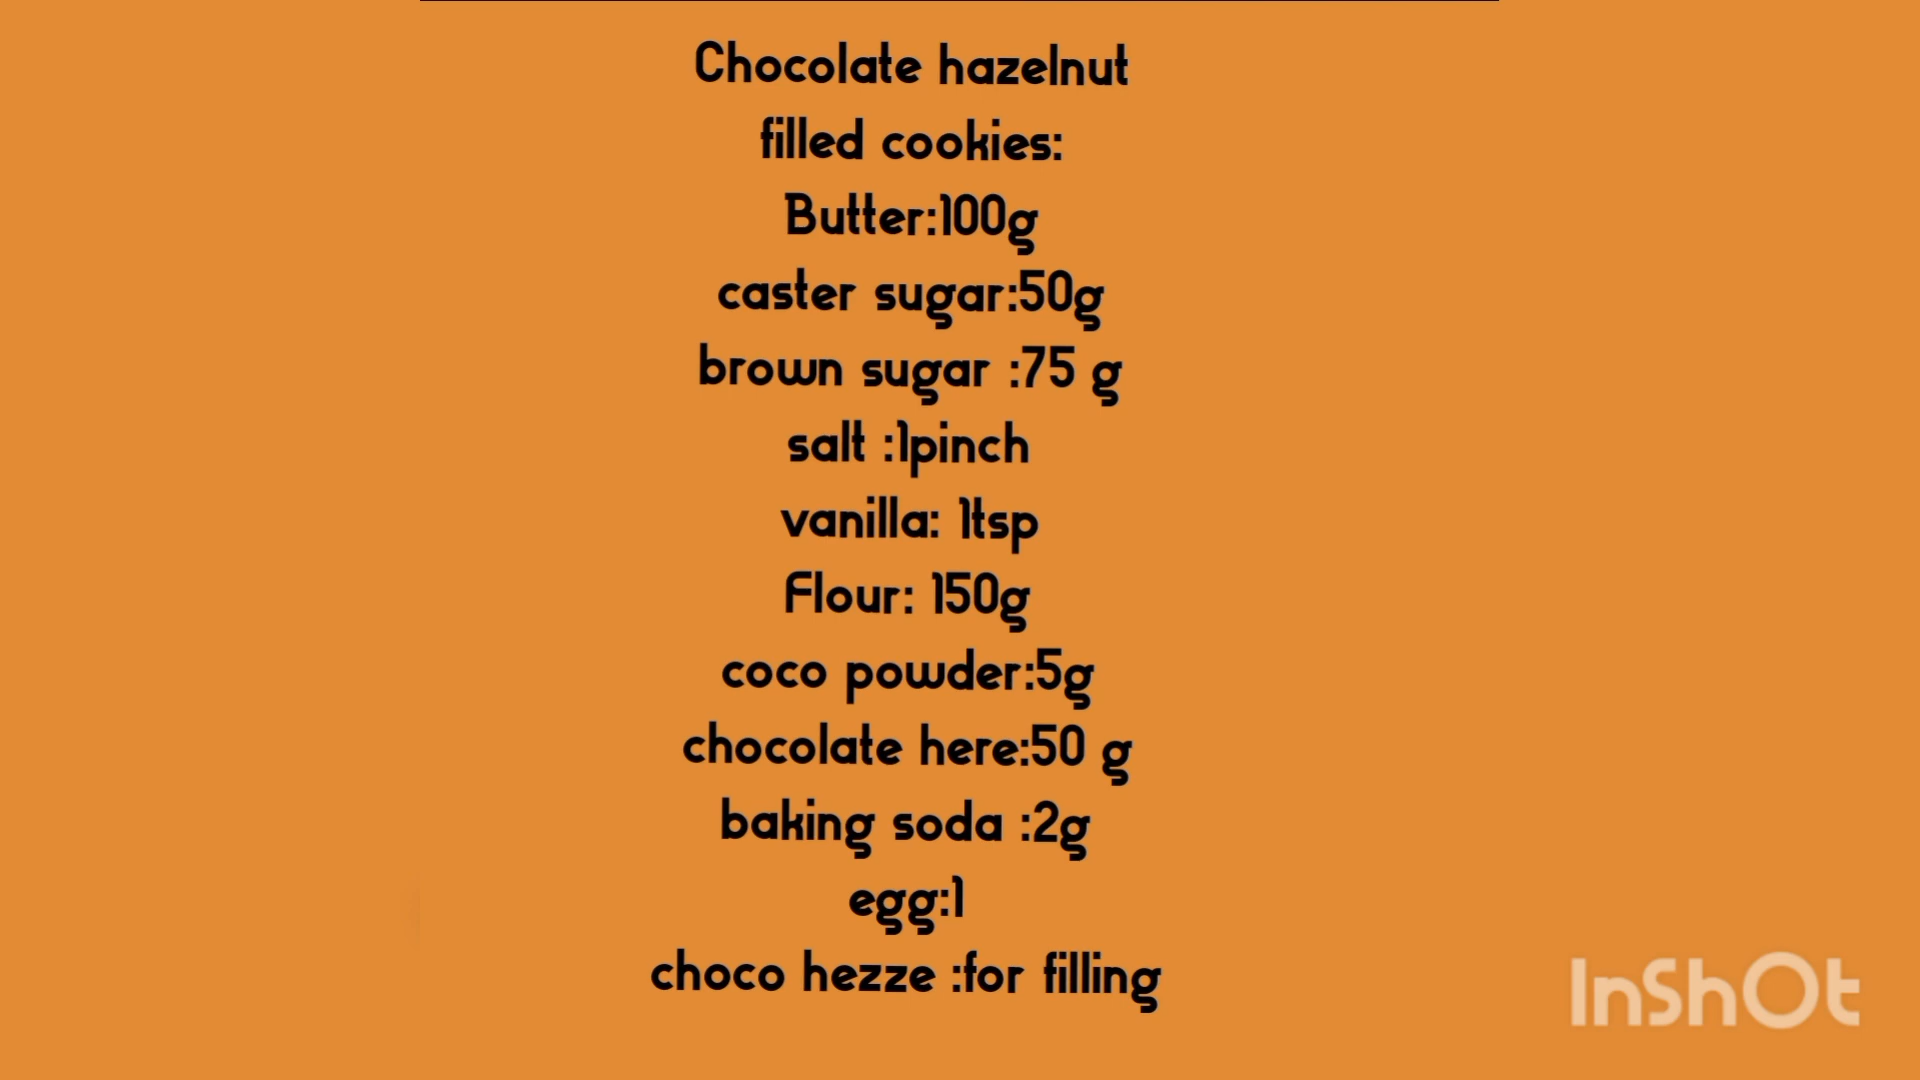 Chocolate hazelnut
filled cookies:
Butter:100g
caster sugar:50g
brown sugar :75 g
salt :1pinch
vanilla: 1tsp
Flour: 150g
coco powder:5g
chocolate here:50 g
baking soda :2g
egg:1
choco hezze :for filling
InShOt